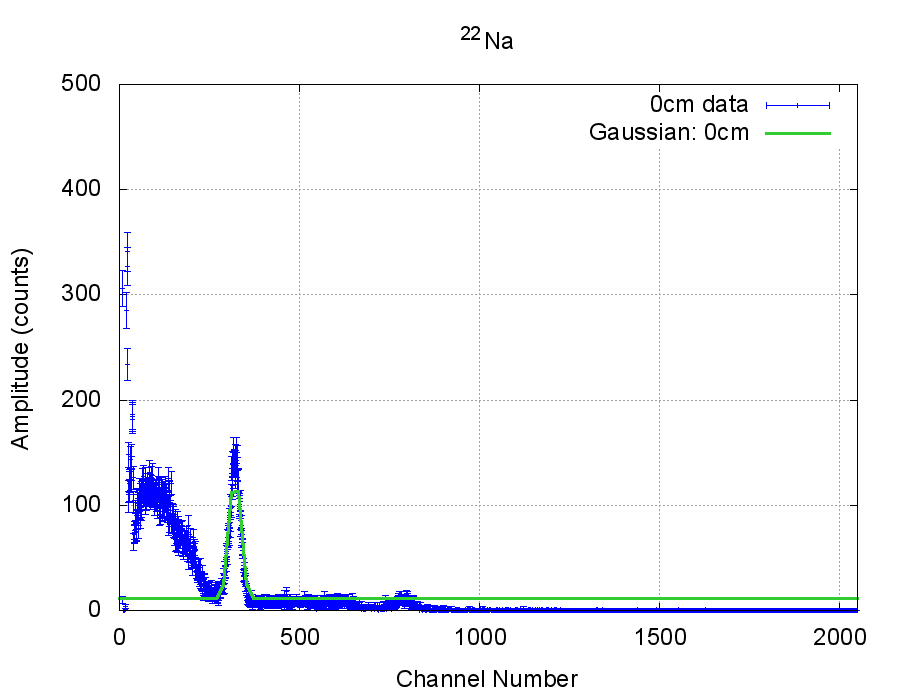 ²²Na
500
400
300
200
100
0
0cm data
Gaussian: 0cm
Amplitude (counts)
0 500 1000 1500 2000
Channel Number